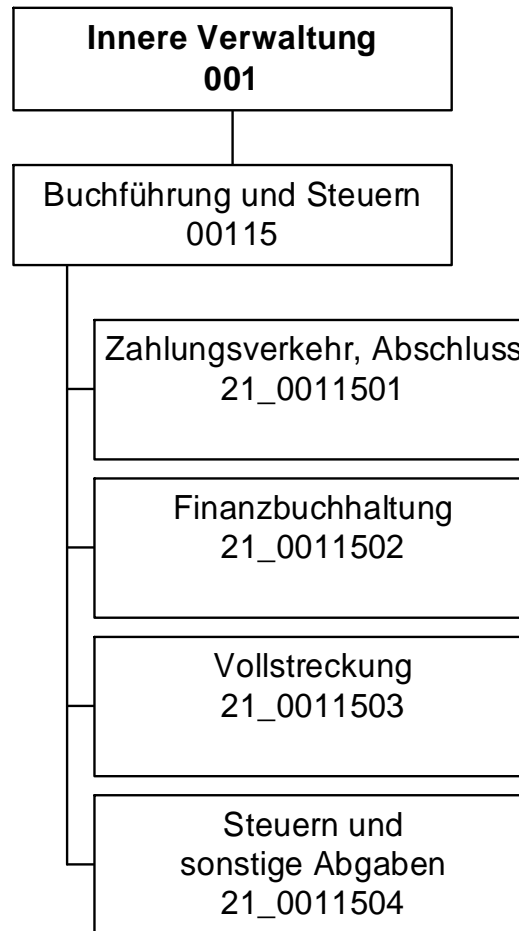 Innere Verwaltung
001
Buchführung und Steuern
00115
Zahlungsverkehr, Abschluss
21_0011501
Finanzbuchhaltung
21_0011502
Vollstreckung
21_0011503
Steuern und
sonstige Abgaben
21_0011504